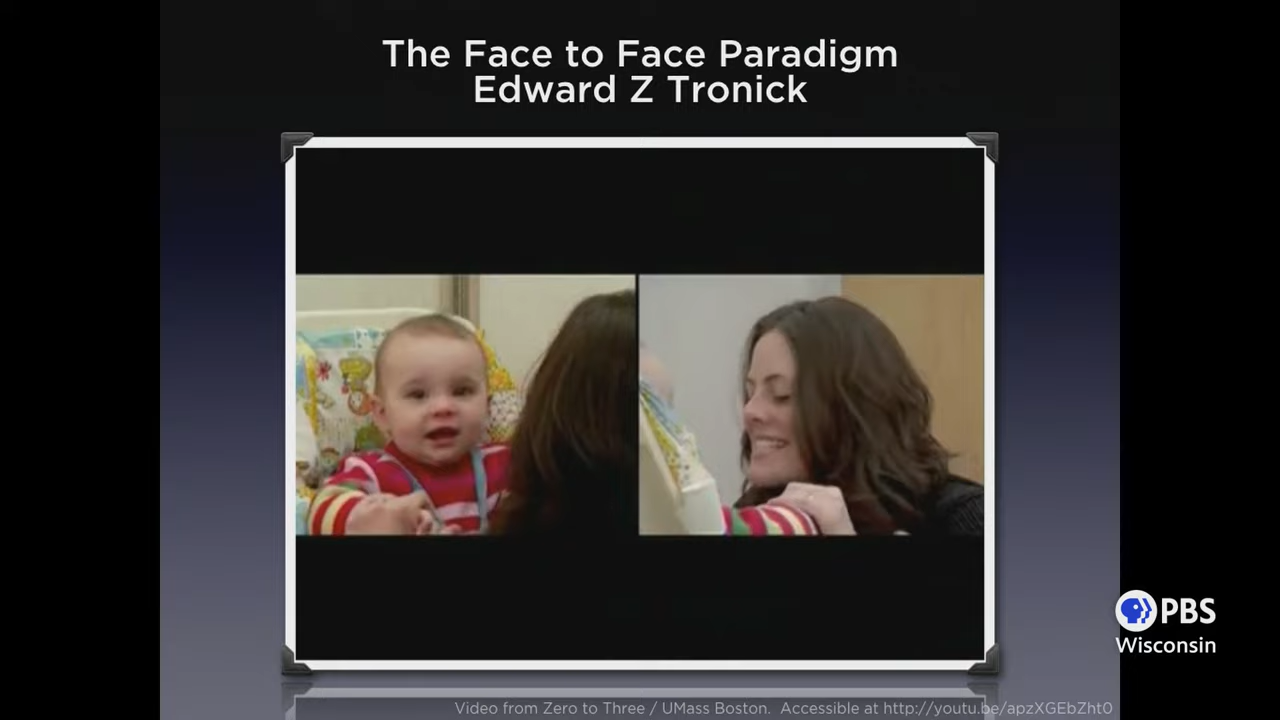 The Face to Face Paradigm
Edward Z Tronick
PBS
Wisconsin
Video from Zero to Three / UMass Boston. Accessible at http://youtu.be/apzXGEbZht0